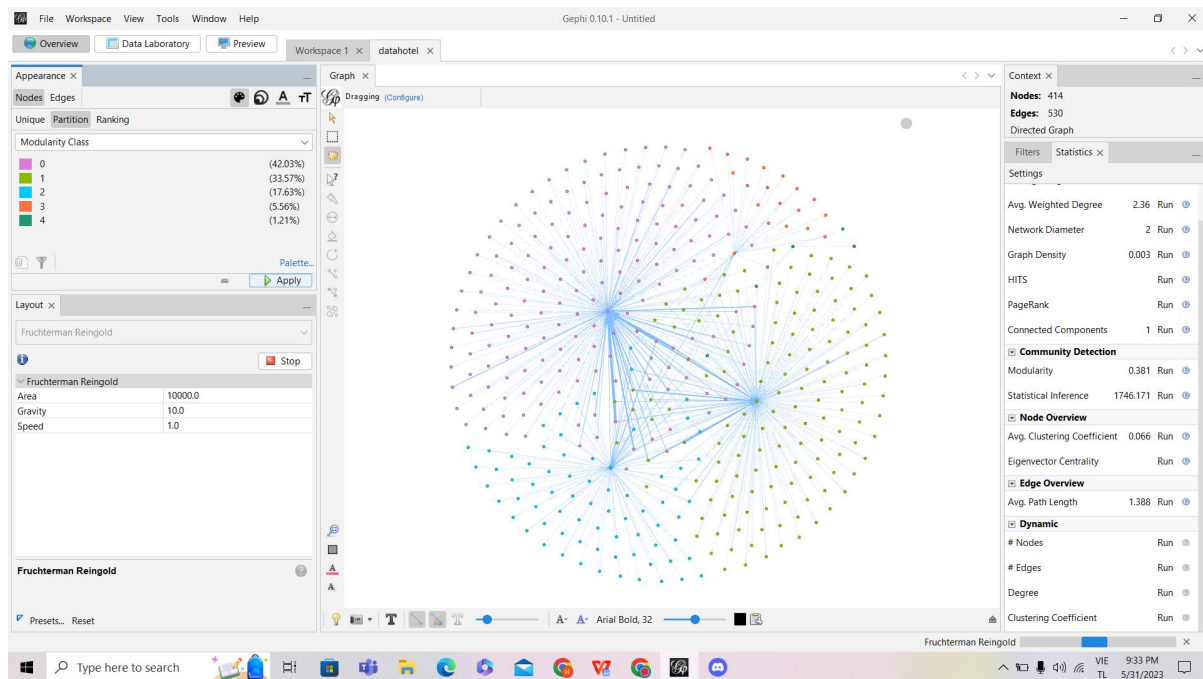 File Workspace View Tools Window Help
Gephi 0.10.1 - Untitled
Overview Data Laboratory Preview
Workspace 1 × datahotel ×
Appearance ×
Nodes Edges
Unique Partition Ranking
Modularity Class
0 (42.03%)
1 (33.57%)
2 (17.63%)
3 (5.56%)
4 (1.21%)
Palette...
Apply
Layout ×
Fruchterman Reingold
Stop
Fruchterman Reingold
Area 10000.0
Gravity 10.0
Speed 1.0
Fruchterman Reingold
Presets... Reset
Graph ×
Dragging (Configure)
Arial Bold, 32
Context ×
Nodes: 414
Edges: 530
Directed Graph
Filters Statistics ×
Settings
Avg. Weighted Degree 2.36 Run
Network Diameter 2 Run
Graph Density 0.003 Run
HITS Run
PageRank Run
Connected Components 1 Run
Community Detection
Modularity 0.381 Run
Statistical Inference 1746.171 Run
Node Overview
Avg. Clustering Coefficient 0.066 Run
Eigenvector Centrality Run
Edge Overview
Avg. Path Length 1.388 Run
Dynamic
# Nodes Run
# Edges Run
Degree Run
Clustering Coefficient Run
Fruchterman Reingold
Type here to search
VIE
TL
9:33 PM
5/31/2023